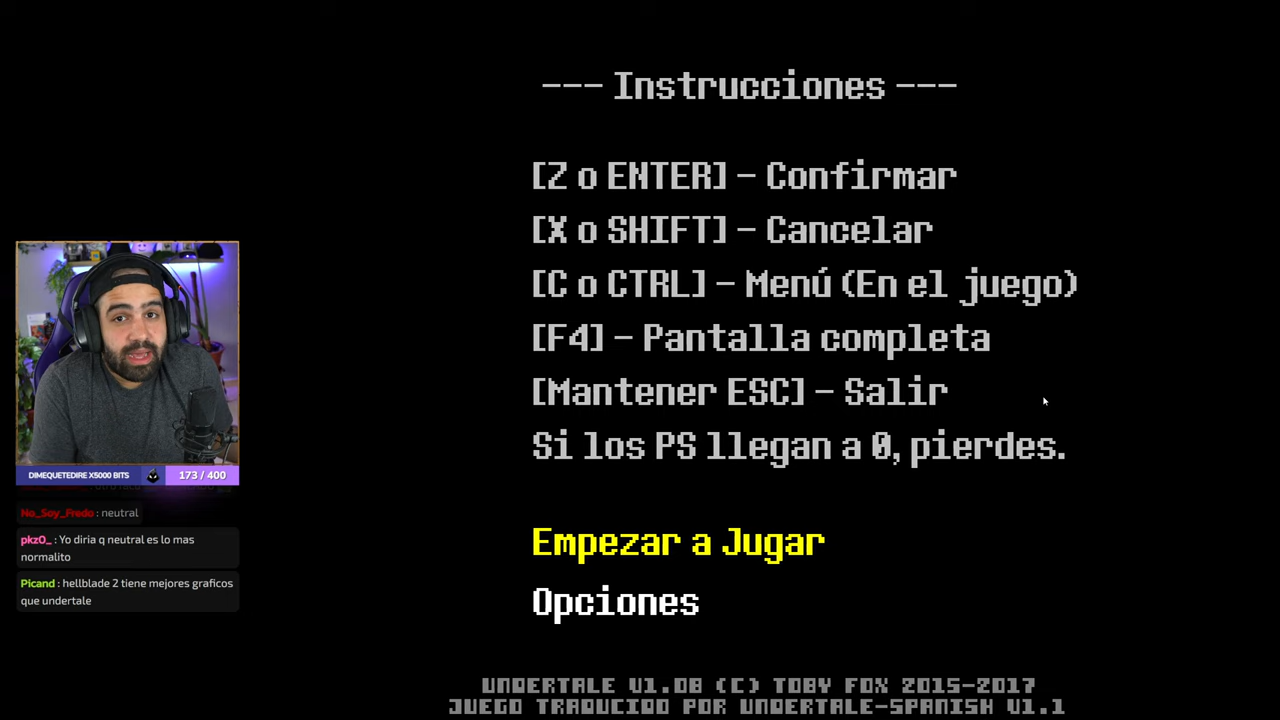 --- Instrucciones ---
[Z o ENTER] - Confirmar
[X o SHIFT] - Cancelar
[C o CTRL] - Menú (En el juego)
[F4] - Pantalla completa
[Mantener ESC] - Salir
Si los PS llegan a 0, pierdes.
Empezar a Jugar
Opciones
UNDERTALE V1.08 (C) TOBY FOX 2015-2017
JUEGO TRADUCIDO POR UNDERTALE-SPANISH V1.1
DIMEQUETEDIRE X5000 BITS 173 / 400
No_Soy_Fredo : neutral
pkzO_ : Yo diria q neutral es lo mas
normalito
Picand : hellblade 2 tiene mejores graficos
que undertale